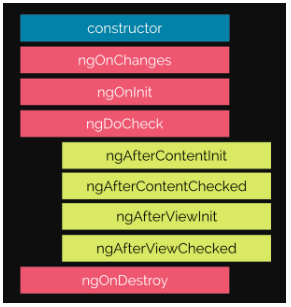 constructor
ngOnChanges
ngOnInit
ngDoCheck
ngAfterContentInit
ngAfterContentChecked
ngAfterViewInit
ngAfterViewChecked
ngOnDestroy